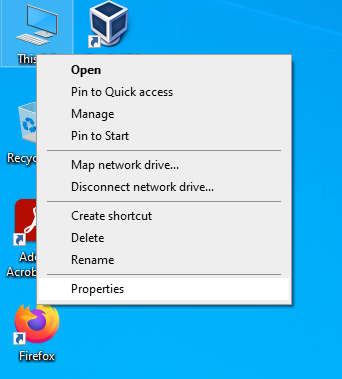 This
Open
Pin to Quick access
Manage
Pin to Start
Recyc
Map network drive...
Disconnect network drive...
Create shortcut
Delete
Rename
Ado
Acrob
Properties
Firefox